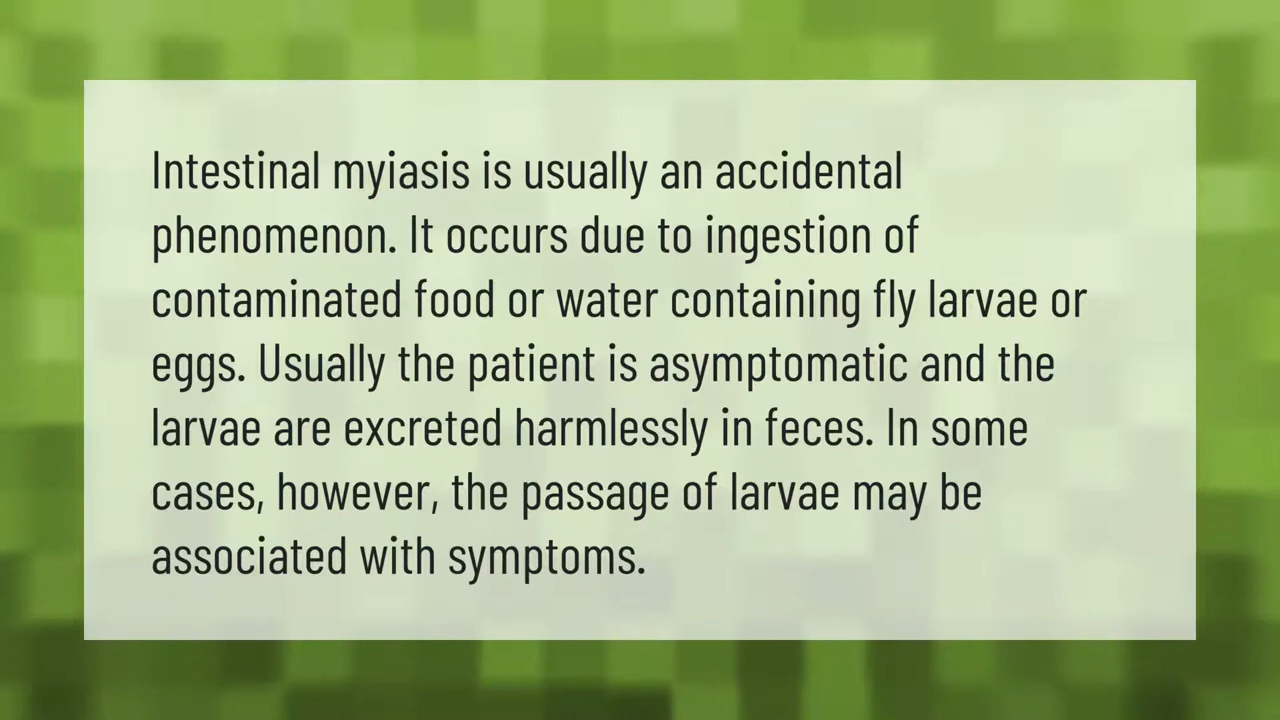 Intestinal myiasis is usually an accidental
phenomenon. It occurs due to ingestion of
contaminated food or water containing fly larvae or
eggs. Usually the patient is asymptomatic and the
larvae are excreted harmlessly in feces. In some
cases, however, the passage of larvae may be
associated with symptoms.